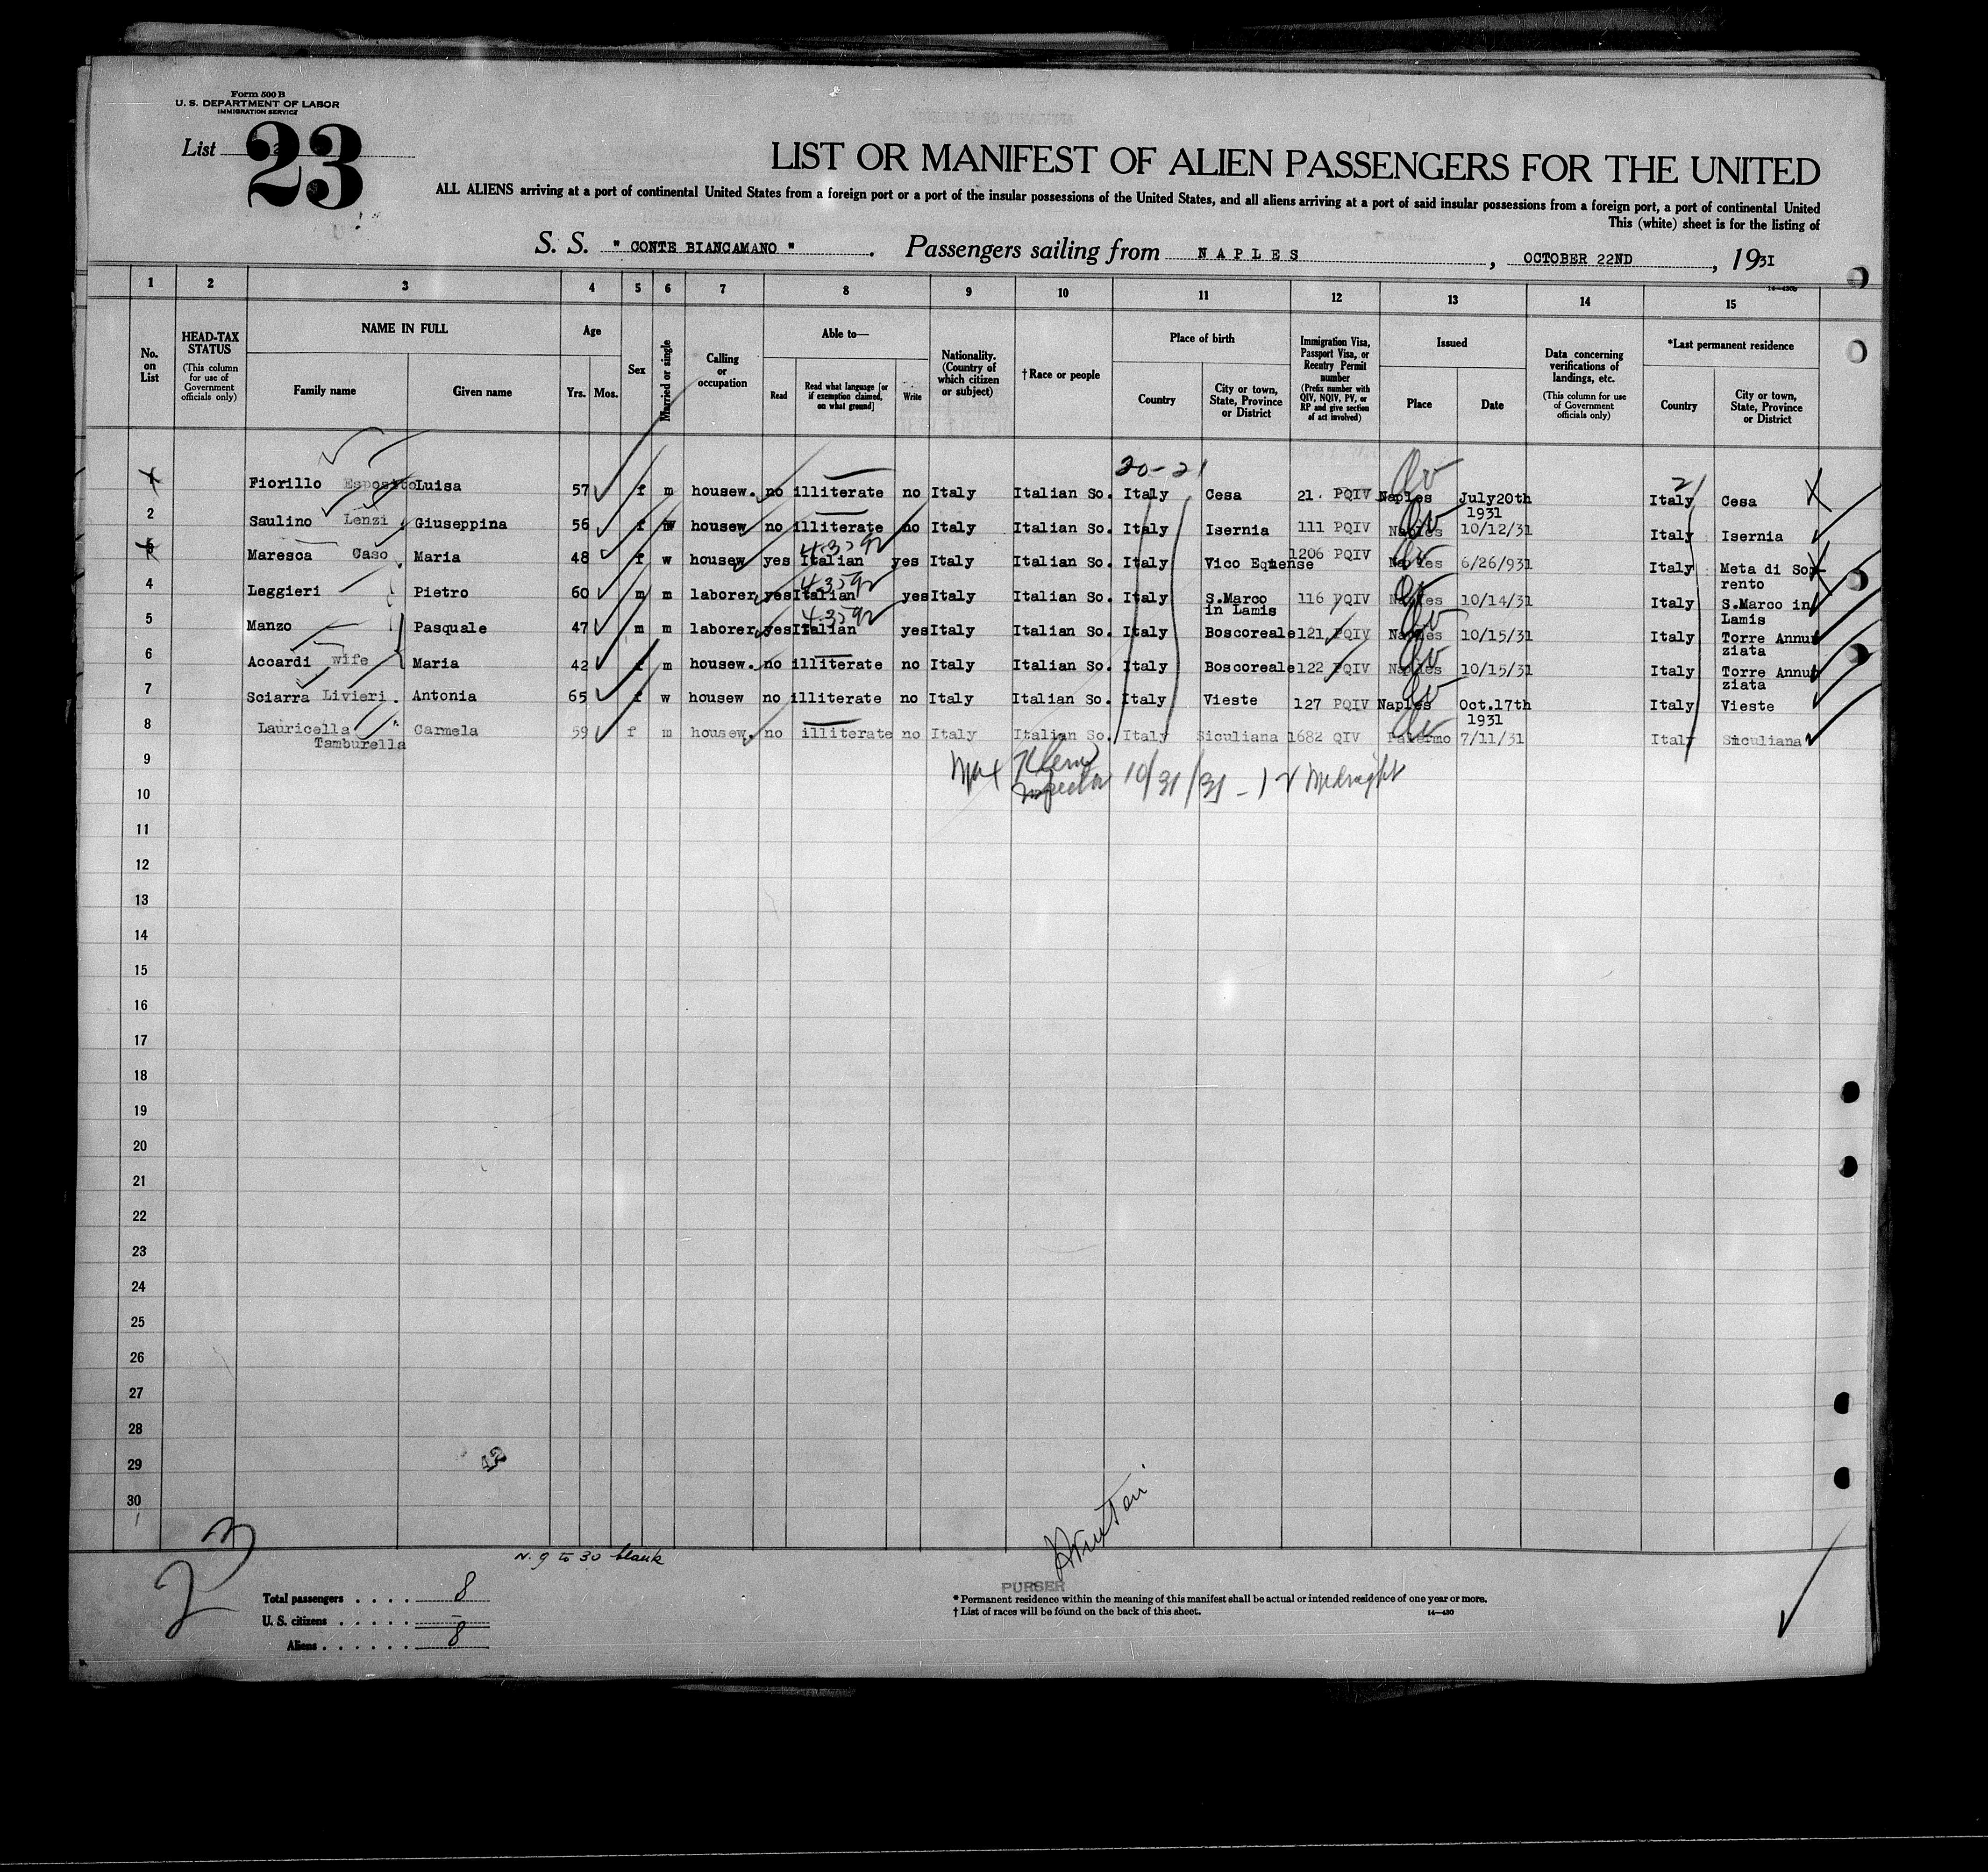 Form 500 B
U. S. DEPARTMENT OF LABOR
IMMIGRATION SERVICE
List 23
LIST OR MANIFEST OF ALIEN PASSENGERS FOR THE UNITED
ALL ALIENS arriving at a port of continental United States from a foreign port or a port of the insular possessions of the United States, and all aliens arriving at a port of said insular possessions from a foreign port, a port of continental United
This (white) sheet is for the listing of
S. S. " CONTE BIANCAMANO " . Passengers sailing from NAPLES , OCTOBER 22ND , 1931
1 2 3 4 5 6 7 8 9 10 11 12 13 14 15
No. on List
HEAD-TAX STATUS (This column for use of Government officials only)
NAME IN FULL
Family name Given name
Age
Yrs. Mos.
Sex
Married or single
Calling or occupation
Able to—
Read Read what language [or if exemption claimed, on what ground] Write
Nationality. (Country of which citizen or subject)
†Race or people
Place of birth
Country City or town, State, Province or District
Immigration Visa, Passport Visa, or Reentry Permit number (Prefix number with QIV, NQIV, PV, or RP and give section of act involved)
Issued
Place Date
Data concerning verifications of landings, etc. (This column for use of Government officials only)
*Last permanent residence
Country City or town, State, Province or District
20-21
Fiorillo Esposito Luisa 57 f m housew. no illiterate no Italy Italian So. Italy Cesa 21. PQIV Naples July20th 1931 Italy Cesa
2 Saulino Lenzi Giuseppina 56 f w housew no illiterate no Italy Italian So. Italy Isernia 111 PQIV Naples 10/12/31 Italy Isernia
Maresca Caso Maria 48 f w housew yes Italian yes Italy Italian So. Italy Vico Equense 1206 PQIV Naples 6/26/931 Italy Meta di Sorrento
4 Leggieri Pietro 60 m m laborer yes Italian yes Italy Italian So. Italy S.Marco in Lamis 116 PQIV Naples 10/14/31 Italy S.Marco in Lamis
5 Manzo Pasquale 47 m m laborer yes Italian yes Italy Italian So. Italy Boscoreale 121 PQIV Naples 10/15/31 Italy Torre Annunziata
6 Accardi wife Maria 42 f m housew. no illiterate no Italy Italian So. Italy Boscoreale 122 PQIV Naples 10/15/31 Italy Torre Annunziata
7 Sciarra Livieri . Antonia 65 f w housew no illiterate no Italy Italian So. Italy Vieste 127 PQIV Naples Oct.17th 1931 Italy Vieste
8 Lauricella Tamburella Carmela 59 f m housew. no illiterate no Italy Italian So. Italy Siculiana 1682 QIV Palermo 7/11/31 Italy Siculiana
9
Max Klein
Inspector 10/31/31 - 12 Midnight
10
11
12
13
14
15
16
17
18
19
20
21
22
23
24
25
26
27
28
29
30
N. 9 to 30 blank
23
Total passengers . . . . 8
U. S. citizens . . . . . –
Aliens . . . . . . 8
PURSER
* Permanent residence within the meaning of this manifest shall be actual or intended residence of one year or more.
† List of races will be found on the back of this sheet. 14—430